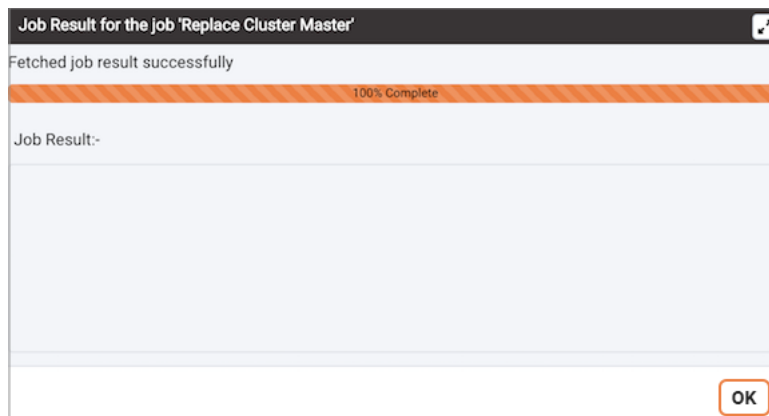 Job Result for the job 'Replace Cluster Master'
Fetched job result successfully
100% Complete
Job Result:-
OK